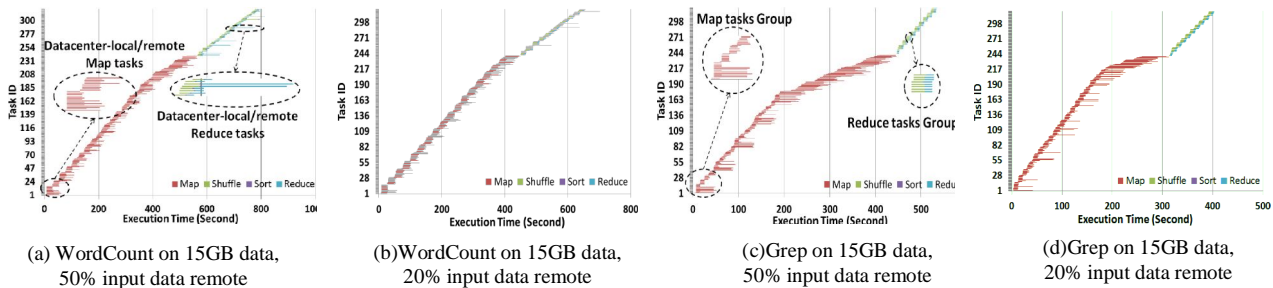 300
277
254
231
208
185
162
139
116
93
70
47
24
1
Task ID
Datacenter-local/remote
Map tasks
Datacenter-local/remote
Reduce tasks
Map Shuffle Sort Reduce
0 200 400 600 800
Execution Time (Second)
(a) WordCount on 15GB data,
50% input data remote
298
271
244
217
190
163
136
109
82
55
28
1
Task ID
Map Shuffle Sort Reduce
0 200 400 600 800
Execution Time (Second)
(b)WordCount on 15GB data,
20% input data remote
298
271
244
217
190
163
136
109
82
55
28
1
Task ID
Map tasks Group
Reduce tasks Group
Map Shuffle Sort Redu
0 100 200 300 400 500
Execution Time (Second)
(c)Grep on 15GB data,
50% input data remote
298
271
244
217
190
163
136
109
82
55
28
1
Task ID
Map Shuffle Sort Reduce
0 100 200 300 400 500
Execution Time (Second)
(d)Grep on 15GB data,
20% input data remote